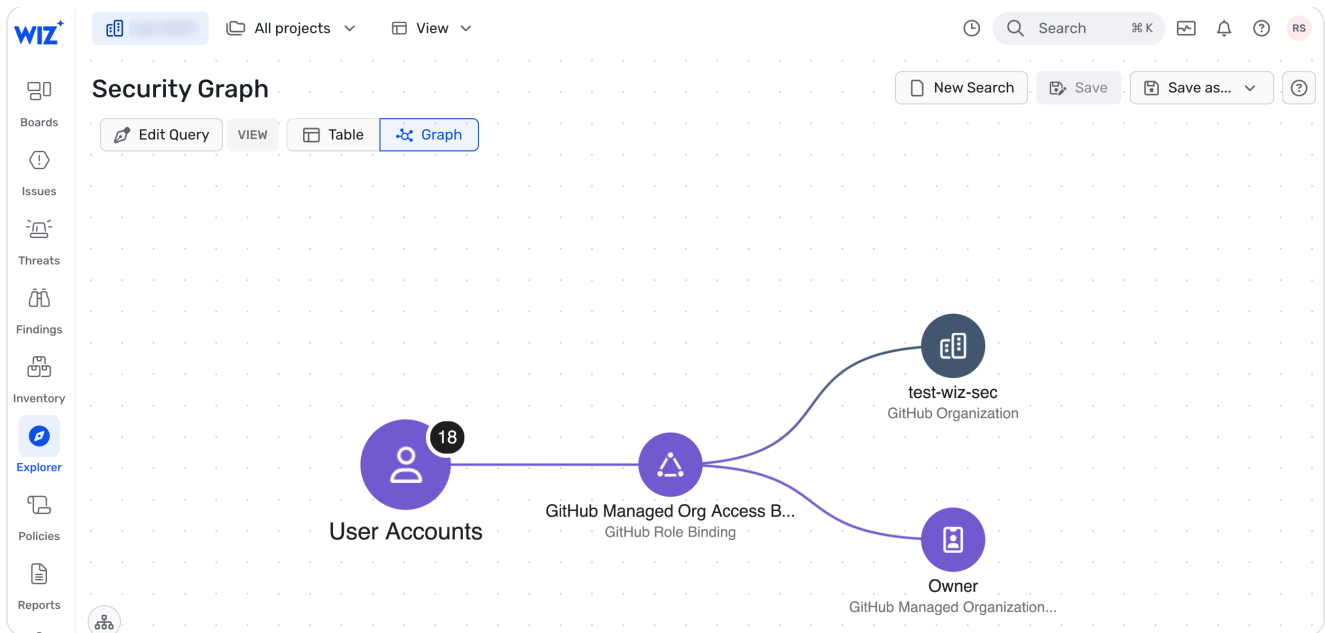 WIZ
All projects
View
Search
⌘ K
RS
Security Graph
New Search
Save
Save as...
Edit Query
VIEW
Table
Graph
Boards
Issues
Threats
Findings
Inventory
Explorer
Policies
Reports
18
User Accounts
GitHub Managed Org Access B...
GitHub Role Binding
test-wiz-sec
GitHub Organization
Owner
GitHub Managed Organization...